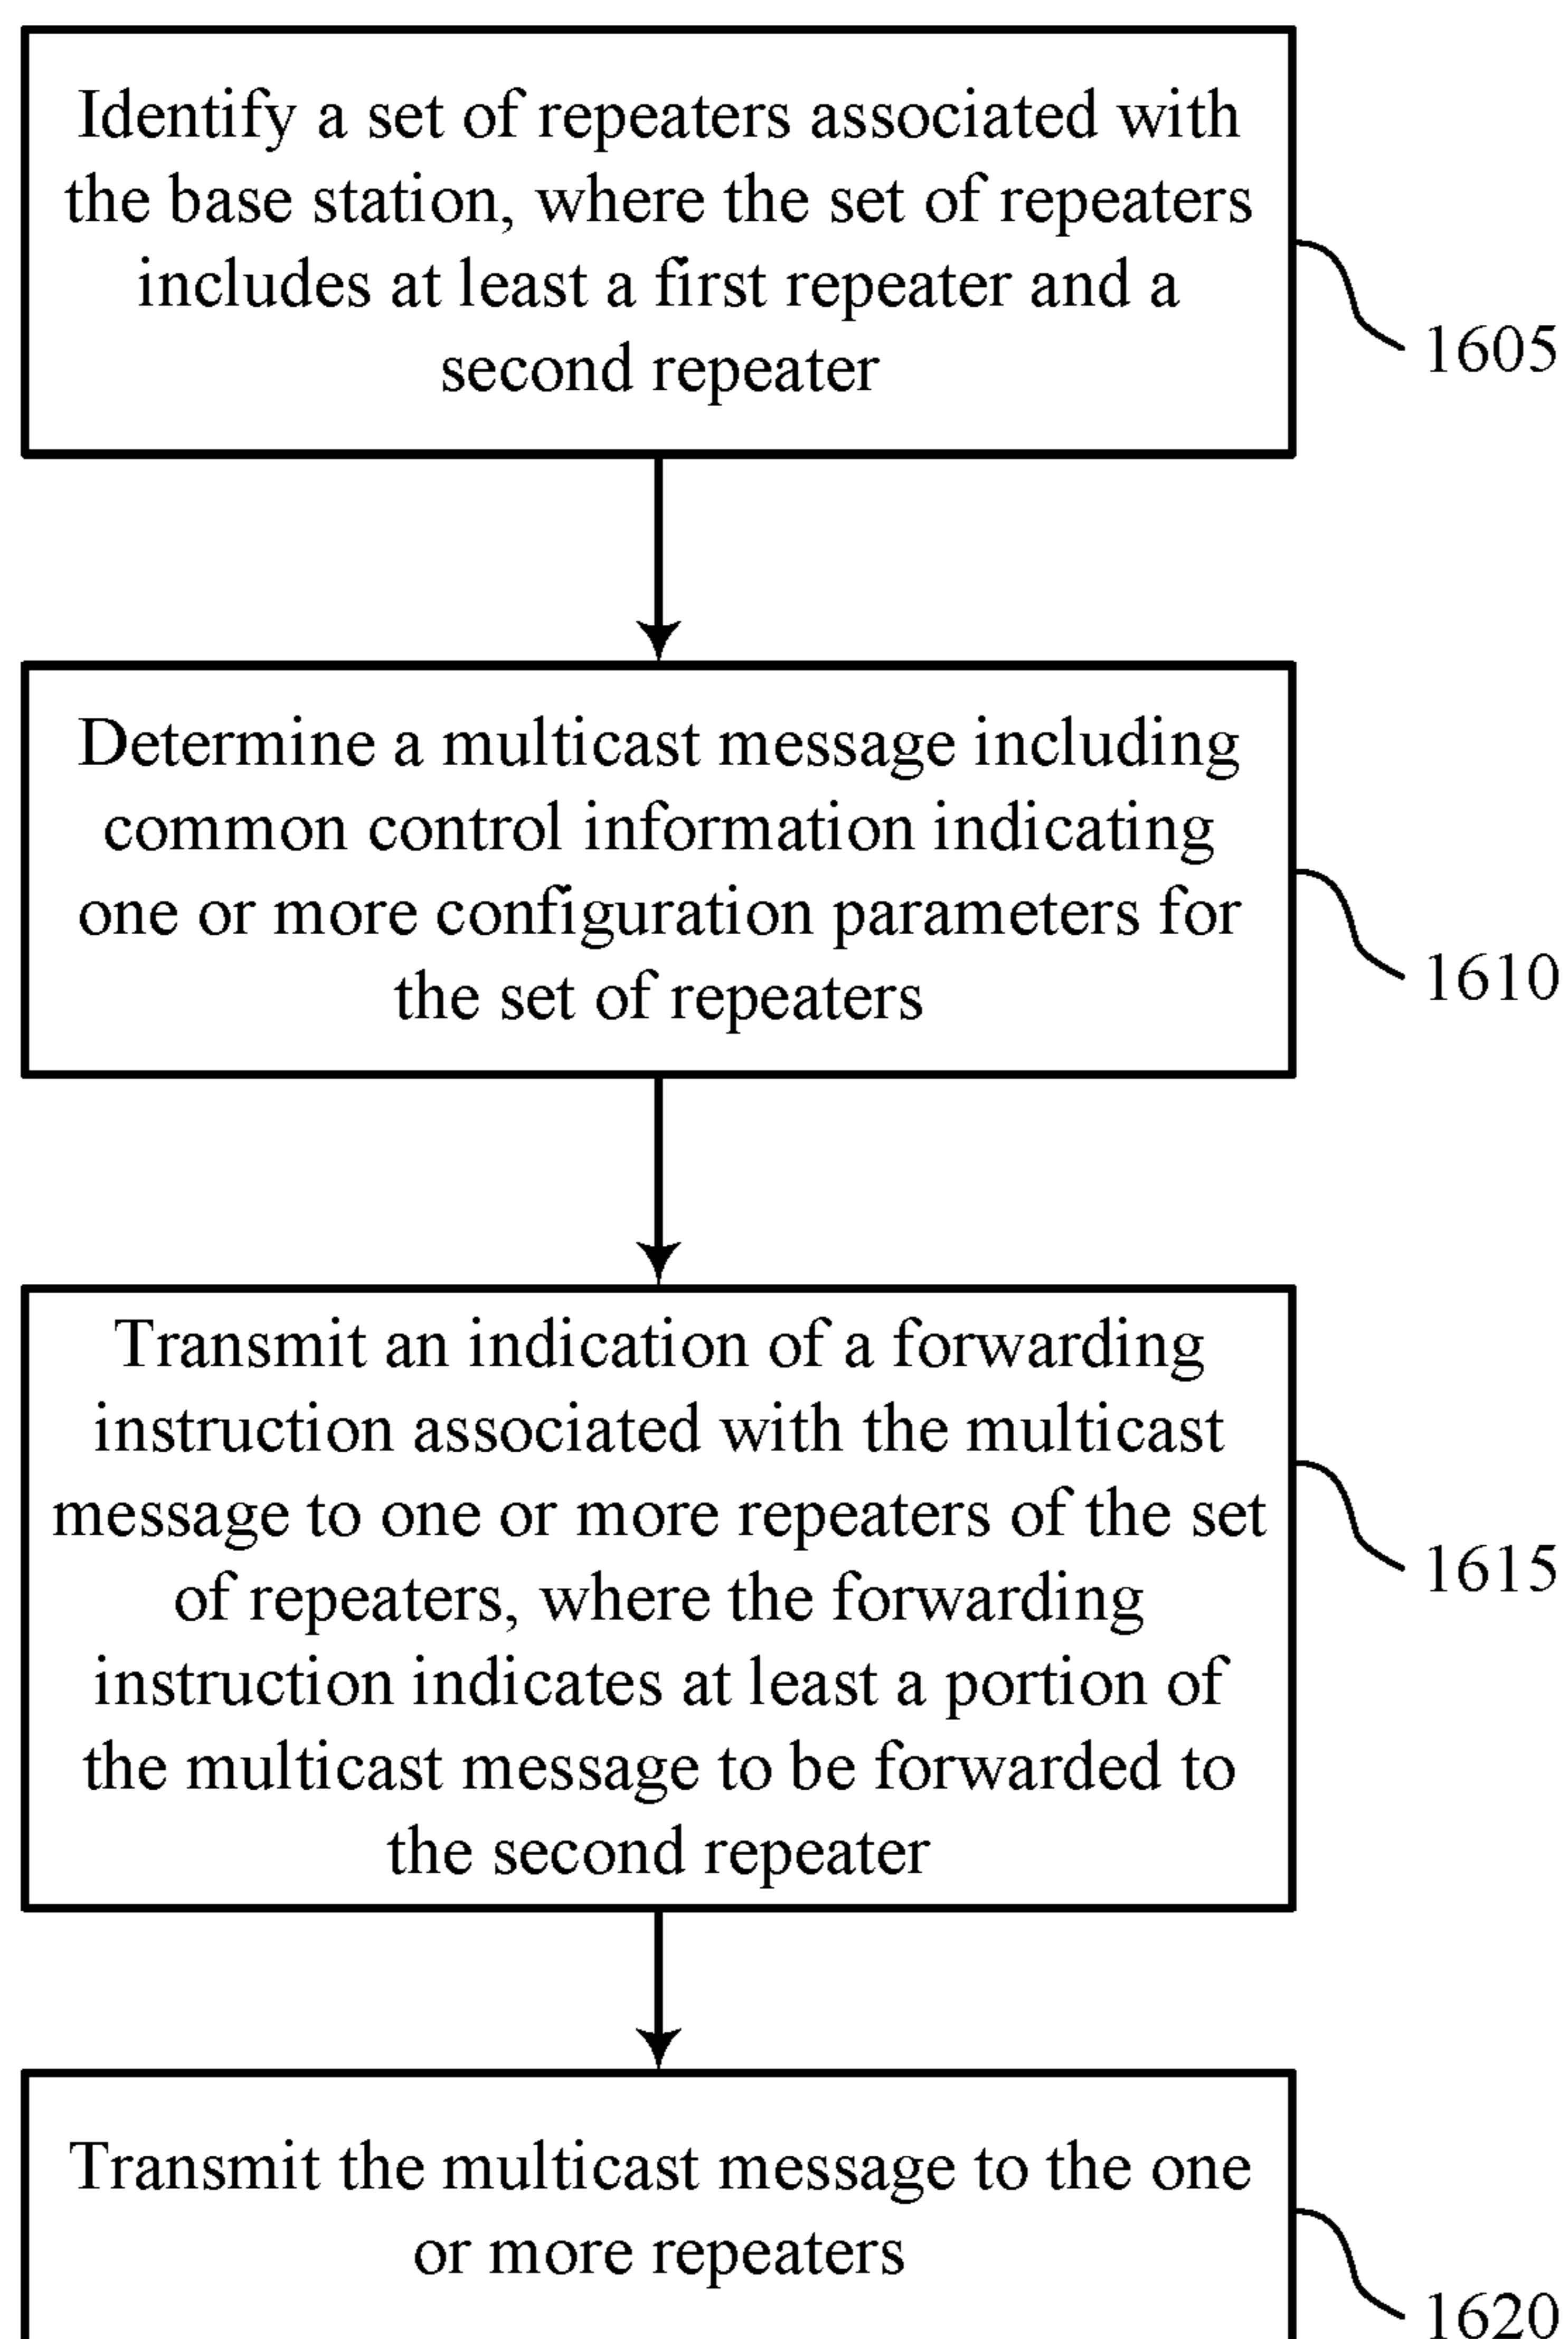 Identify a set of repeaters associated with
the base station, where the set of repeaters
includes at least a first repeater and a
second repeater
1605
Determine a multicast message including
common control information indicating
one or more configuration parameters for
the set of repeaters
1610
Transmit an indication of a forwarding
instruction associated with the multicast
message to one or more repeaters of the set
of repeaters, where the forwarding
instruction indicates at least a portion of
the multicast message to be forwarded to
the second repeater
1615
Transmit the multicast message to the one
or more repeaters
1620